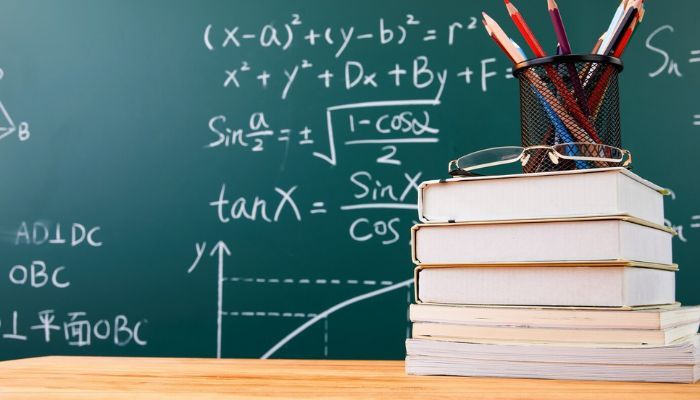 (x-a)²+(y-b)²=r²
x²+y²+Dx+By+F=
Sin a/2 = ± √(1-cosα/2)
tanX = SinX/Cos
y
B
AD⊥DC
OBC
⊥平面OBC
S